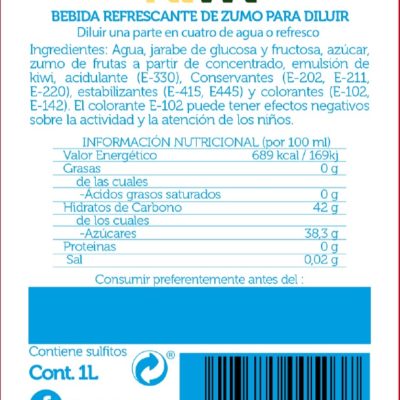 BEBIDA REFRESCANTE DE ZUMO PARA DILUIR
Diluir una parte en cuatro de agua o refresco
Ingredientes: Agua, jarabe de glucosa y fructosa, azúcar,
zumo de frutas a partir de concentrado, emulsión de
kiwi, acidulante (E-330), Conservantes (E-202, E-211,
E-220), estabilizantes (E-415, E445) y colorantes (E-102,
E-142). El colorante E-102 puede tener efectos negativos
sobre la actividad y la atención de los niños.
INFORMACIÓN NUTRICIONAL (por 100 ml)
Valor Energético 689 kcal / 169kj
Grasas 0 g
de las cuales
-Ácidos grasos saturados 0 g
Hidratos de Carbono 42 g
de los cuales
-Azúcares 38,3 g
Proteinas 0 g
Sal 0,02 g
Consumir preferentemente antes del :
Contiene sulfitos
Cont. 1L
®